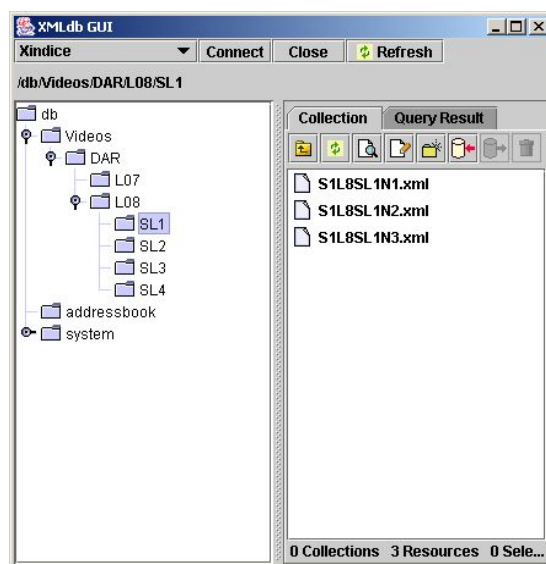 XMLdb GUI
Xindice Connect Close Refresh
/db/Videos/DAR/L08/SL1
db
Videos
DAR
L07
L08
SL1
SL2
SL3
SL4
addressbook
system
Collection Query Result
S1L8SL1N1.xml
S1L8SL1N2.xml
S1L8SL1N3.xml
0 Collections 3 Resources 0 Sele...